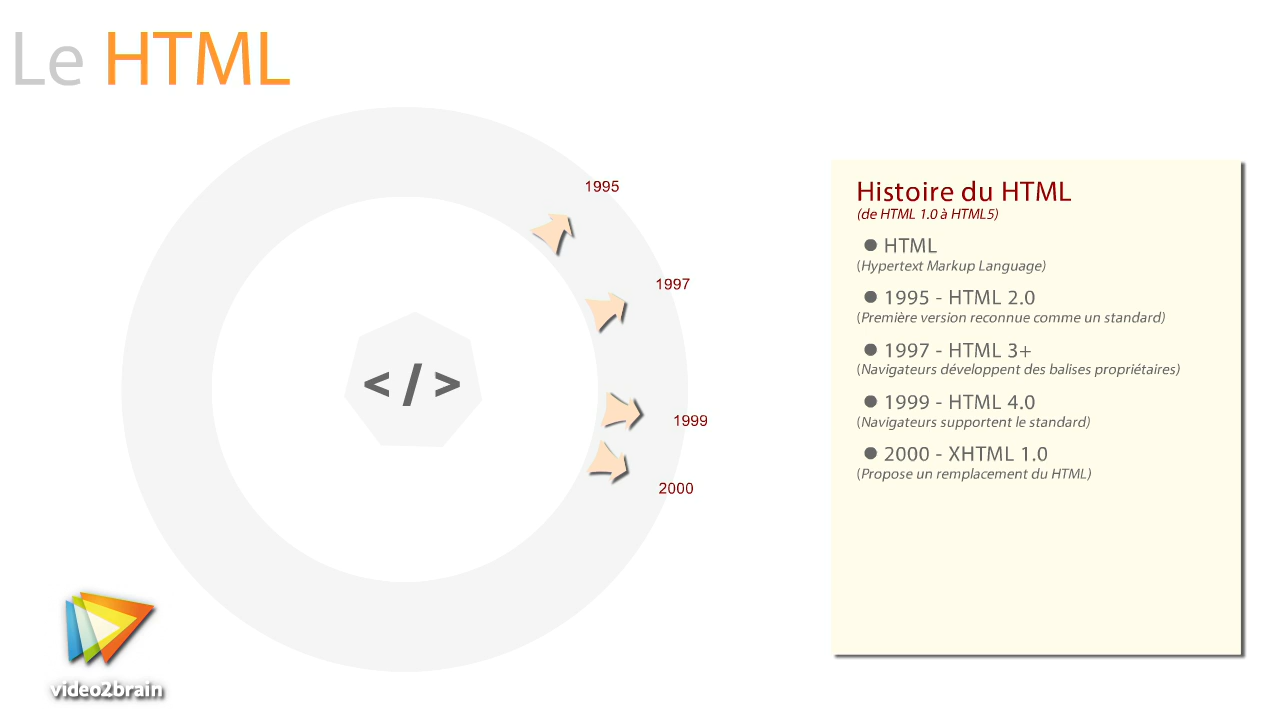 Le HTML
1995
1997
1999
2000
< / >
Histoire du HTML
(de HTML 1.0 à HTML5)
● HTML
(Hypertext Markup Language)
● 1995 - HTML 2.0
(Première version reconnue comme un standard)
● 1997 - HTML 3+
(Navigateurs développent des balises propriétaires)
● 1999 - HTML 4.0
(Navigateurs supportent le standard)
● 2000 - XHTML 1.0
(Propose un remplacement du HTML)
video2brain